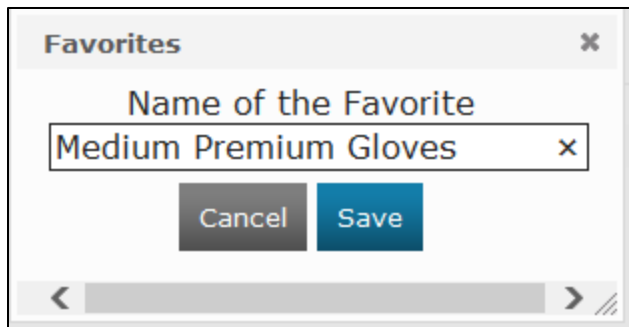 Favorites
Name of the Favorite
Medium Premium Gloves
Cancel Save